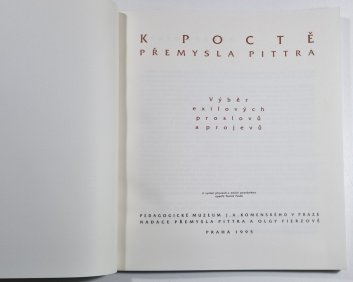 K POCTĚ
PŘEMYSLA PITTRA
Výběr
exilových
proslovů
a projevů
PEDAGOGICKÉ MUZEUM J.A.KOMENSKÉHO V PRAZE
NADACE PŘEMYSLA PITTRA A OLGY FIERZOVÉ
PRAHA 1995